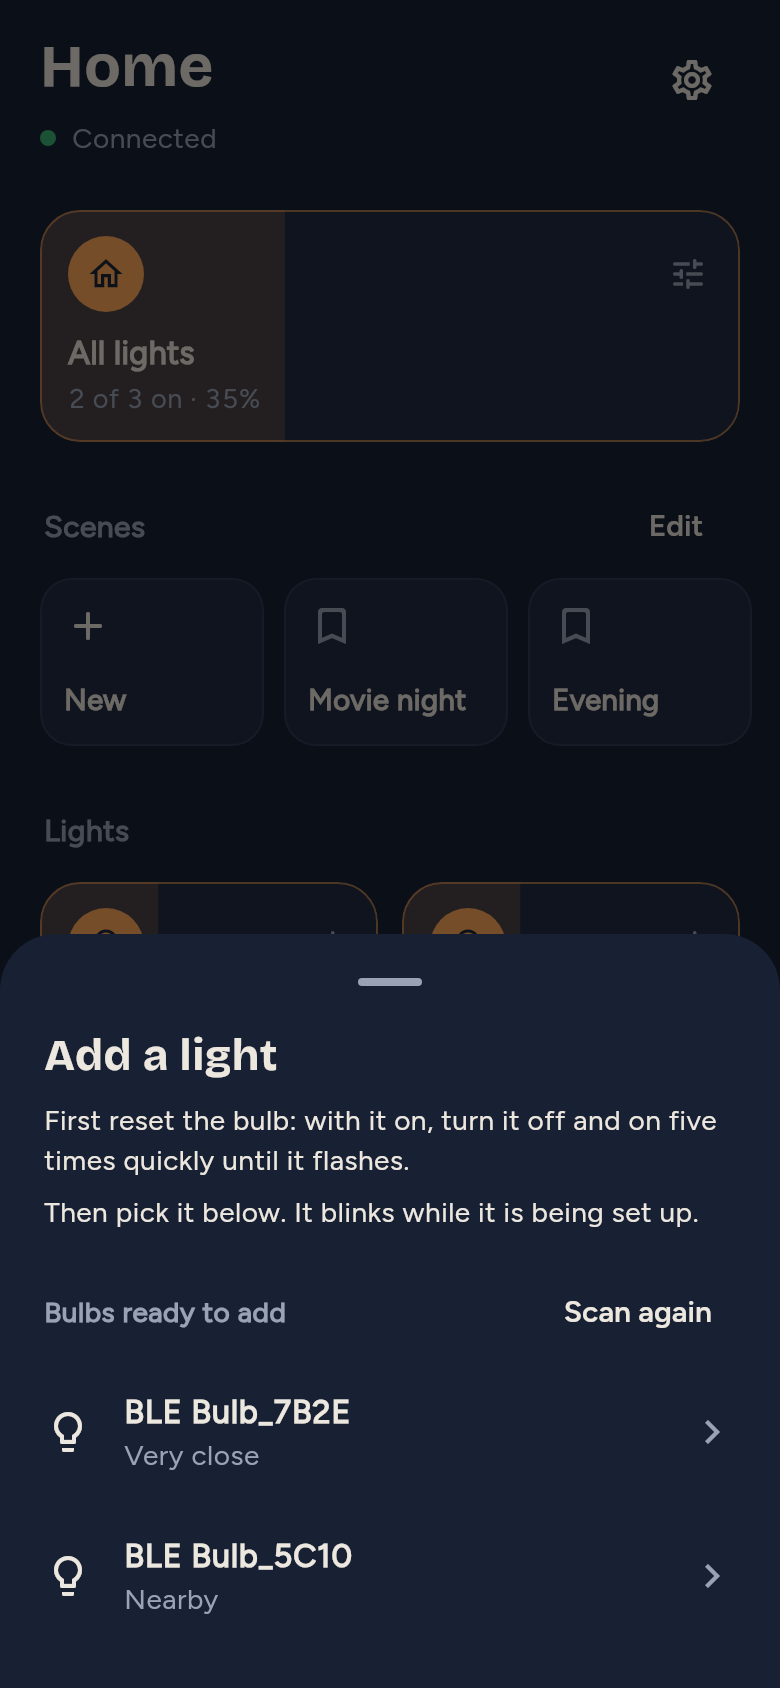 Home
Connected
All lights
2 of 3 on · 35%
Scenes
Edit
New
Movie night
Evening
Lights
Add a light
First reset the bulb: with it on, turn it off and on five
times quickly until it flashes.
Then pick it below. It blinks while it is being set up.
Bulbs ready to add
Scan again
BLE Bulb_7B2E
Very close
BLE Bulb_5C10
Nearby